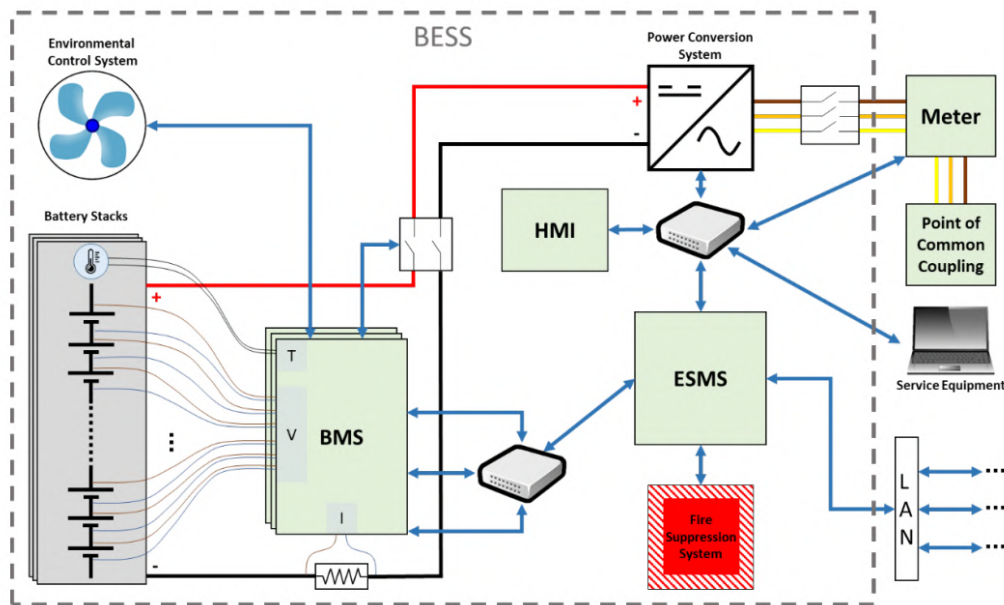 BESS
Environmental
Control System
Power Conversion
System
+
-
Meter
Battery Stacks
HMI
Point of
Common
Coupling
+
T
V
BMS
I
ESMS
Service Equipment
...
Fire
Suppression
System
-
L
A
N
...
...
...